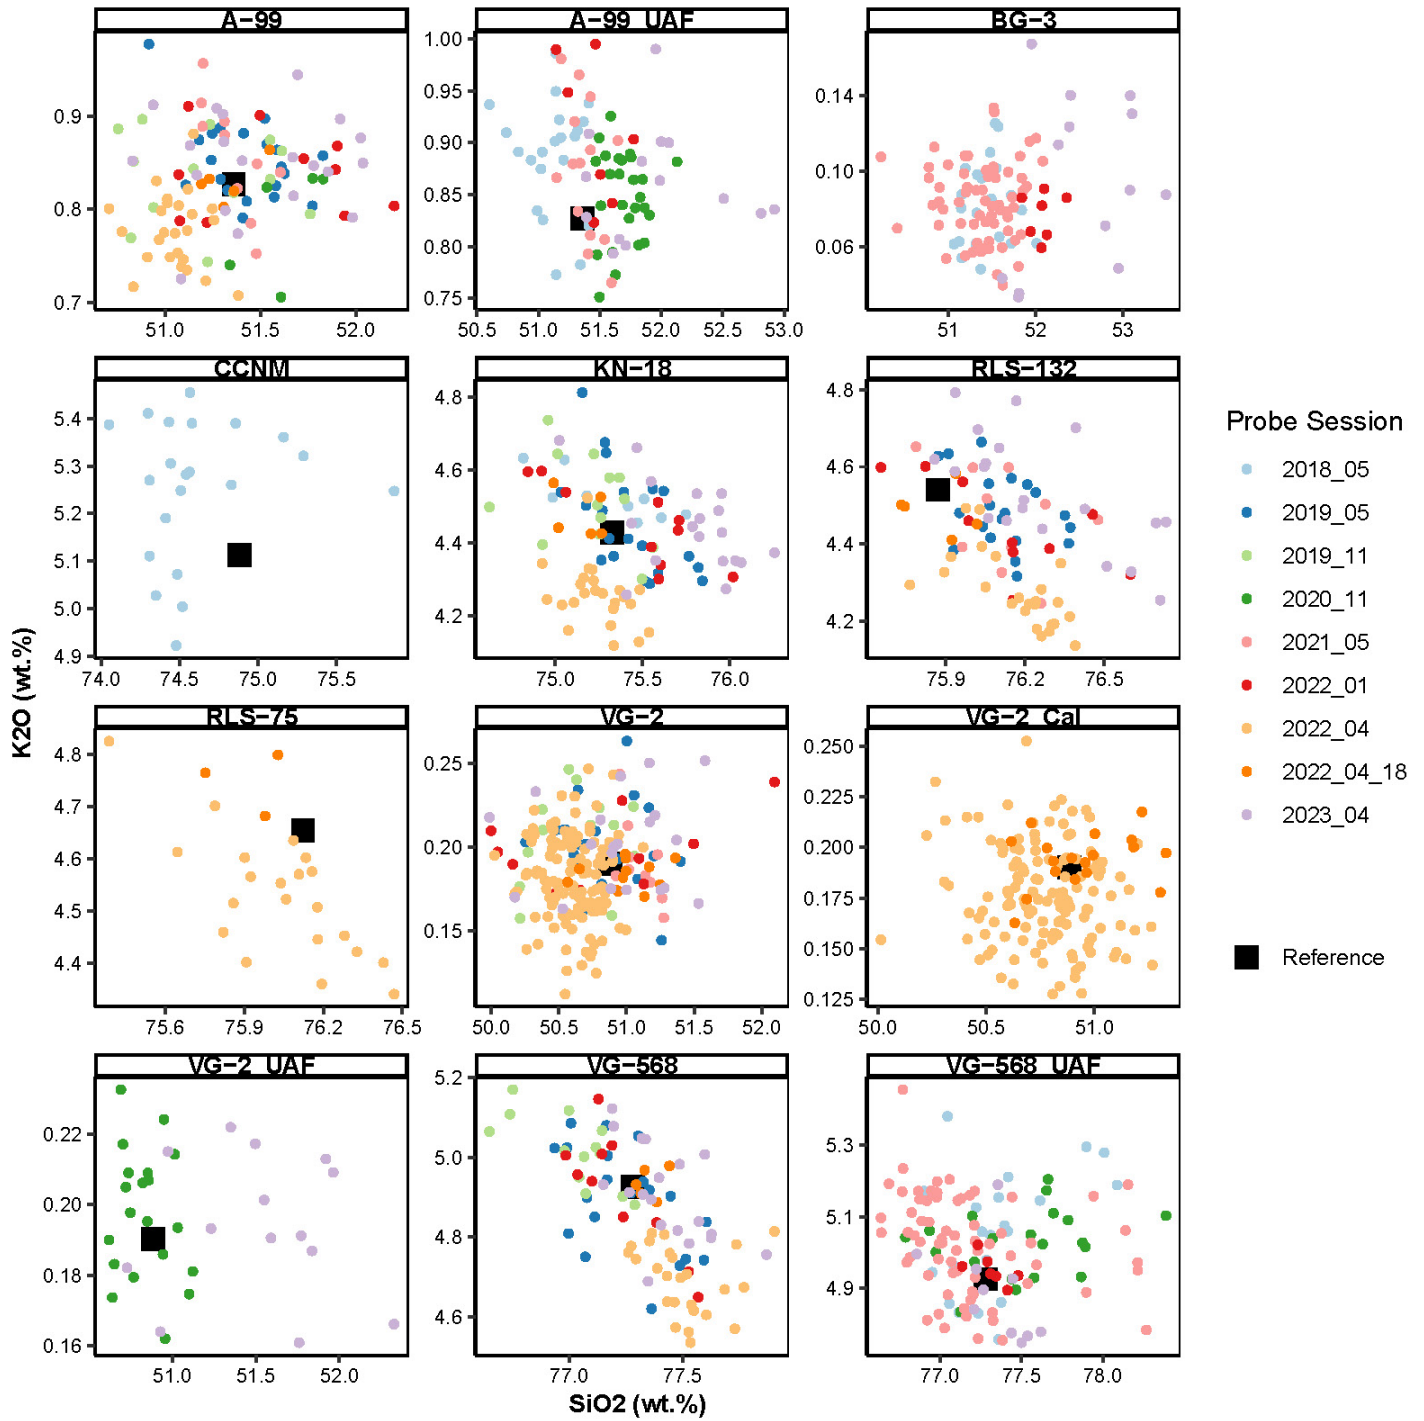 A−99 A−99_UAF BG−3
1.00
0.95 0.14
0.9 0.90
0.10
0.85
0.8 0.80
0.06
0.7 0.75
51.0 51.5 52.0 50.5 51.0 51.5 52.0 52.5 53.0 51 52 53
CCNM KN−18 RLS−132
5.4 4.8 4.8
5.3 4.6 4.6
5.2
5.1 4.4 4.4
5.0
4.9 4.2 4.2
74.0 74.5 75.0 75.5 75.0 75.5 76.0 75.9 76.2 76.5
K2O (wt.%)
RLS−75 VG−2 VG−2_Cal
4.8 0.25 0.250
4.7 0.225
4.6 0.20 0.200
0.175
4.5 0.15 0.150
4.4 0.125
75.6 75.9 76.2 76.5 50.0 50.5 51.0 51.5 52.0 50.0 50.5 51.0
VG−2_UAF VG−568 VG−568_UAF
5.2
0.22 5.3
5.0
0.20 5.1
4.8
0.18 4.9
4.6
0.16
51.0 51.5 52.0 77.0 77.5 77.0 77.5 78.0
SiO2 (wt.%)
Probe Session
2018_05
2019_05
2019_11
2020_11
2021_05
2022_01
2022_04
2022_04_18
2023_04
Reference